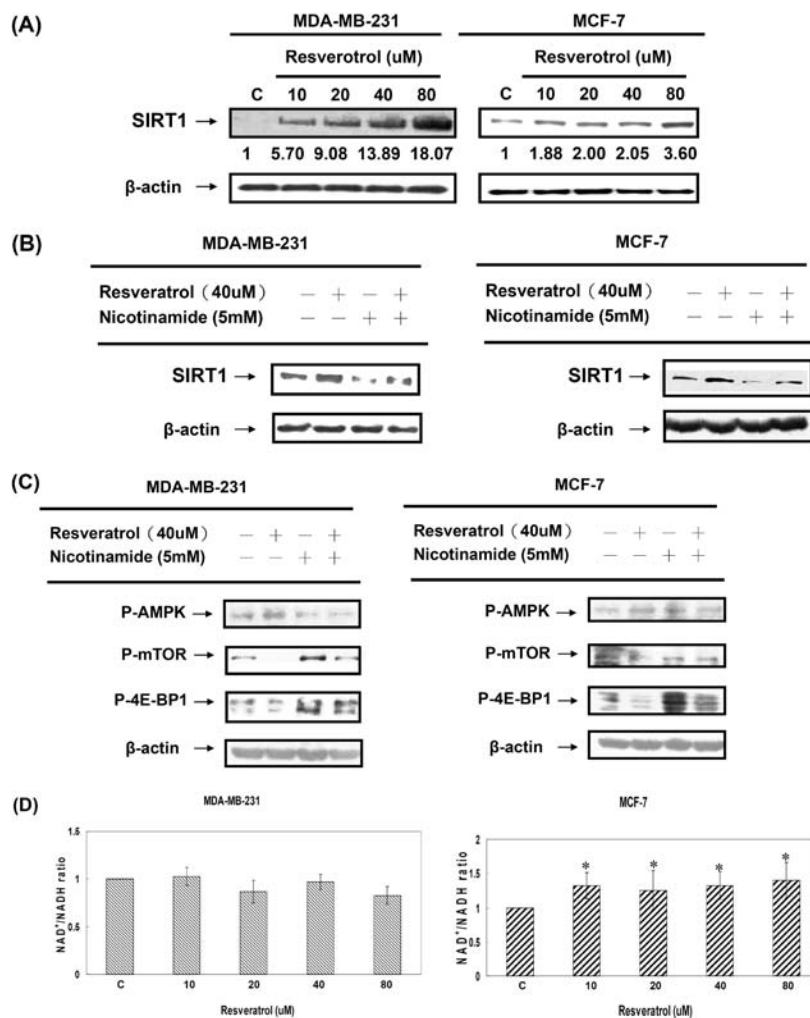 (A)
MDA-MB-231 MCF-7
Resverotrol (uM) Resverotrol (uM)
C 10 20 40 80 C 10 20 40 80
SIRT1 →
1 5.70 9.08 13.89 18.07 1 1.88 2.00 2.05 3.60
β-actin →
(B)
MDA-MB-231
Resveratrol (40uM) — + — +
Nicotinamide (5mM) — — + +
SIRT1 →
β-actin →
MCF-7
Resveratrol (40uM) — + — +
Nicotinamide (5mM) — — + +
SIRT1 →
β-actin →
(C)
MDA-MB-231
Resveratrol (40uM) — + — +
Nicotinamide (5mM) — — + +
P-AMPK →
P-mTOR →
P-4E-BP1 →
β-actin →
MCF-7
Resveratrol (40uM) — + — +
Nicotinamide (5mM) — — + +
P-AMPK →
P-mTOR →
P-4E-BP1 →
β-actin →
(D)
MDA-MB-231
NAD⁺/NADH ratio
1.5
1
0.5
0
C 10 20 40 80
Resveratrol (uM)
MCF-7
NAD⁺/NADH ratio
2
1.5
1
0.5
0
* * * *
C 10 20 40 80
Resveratrol (uM)